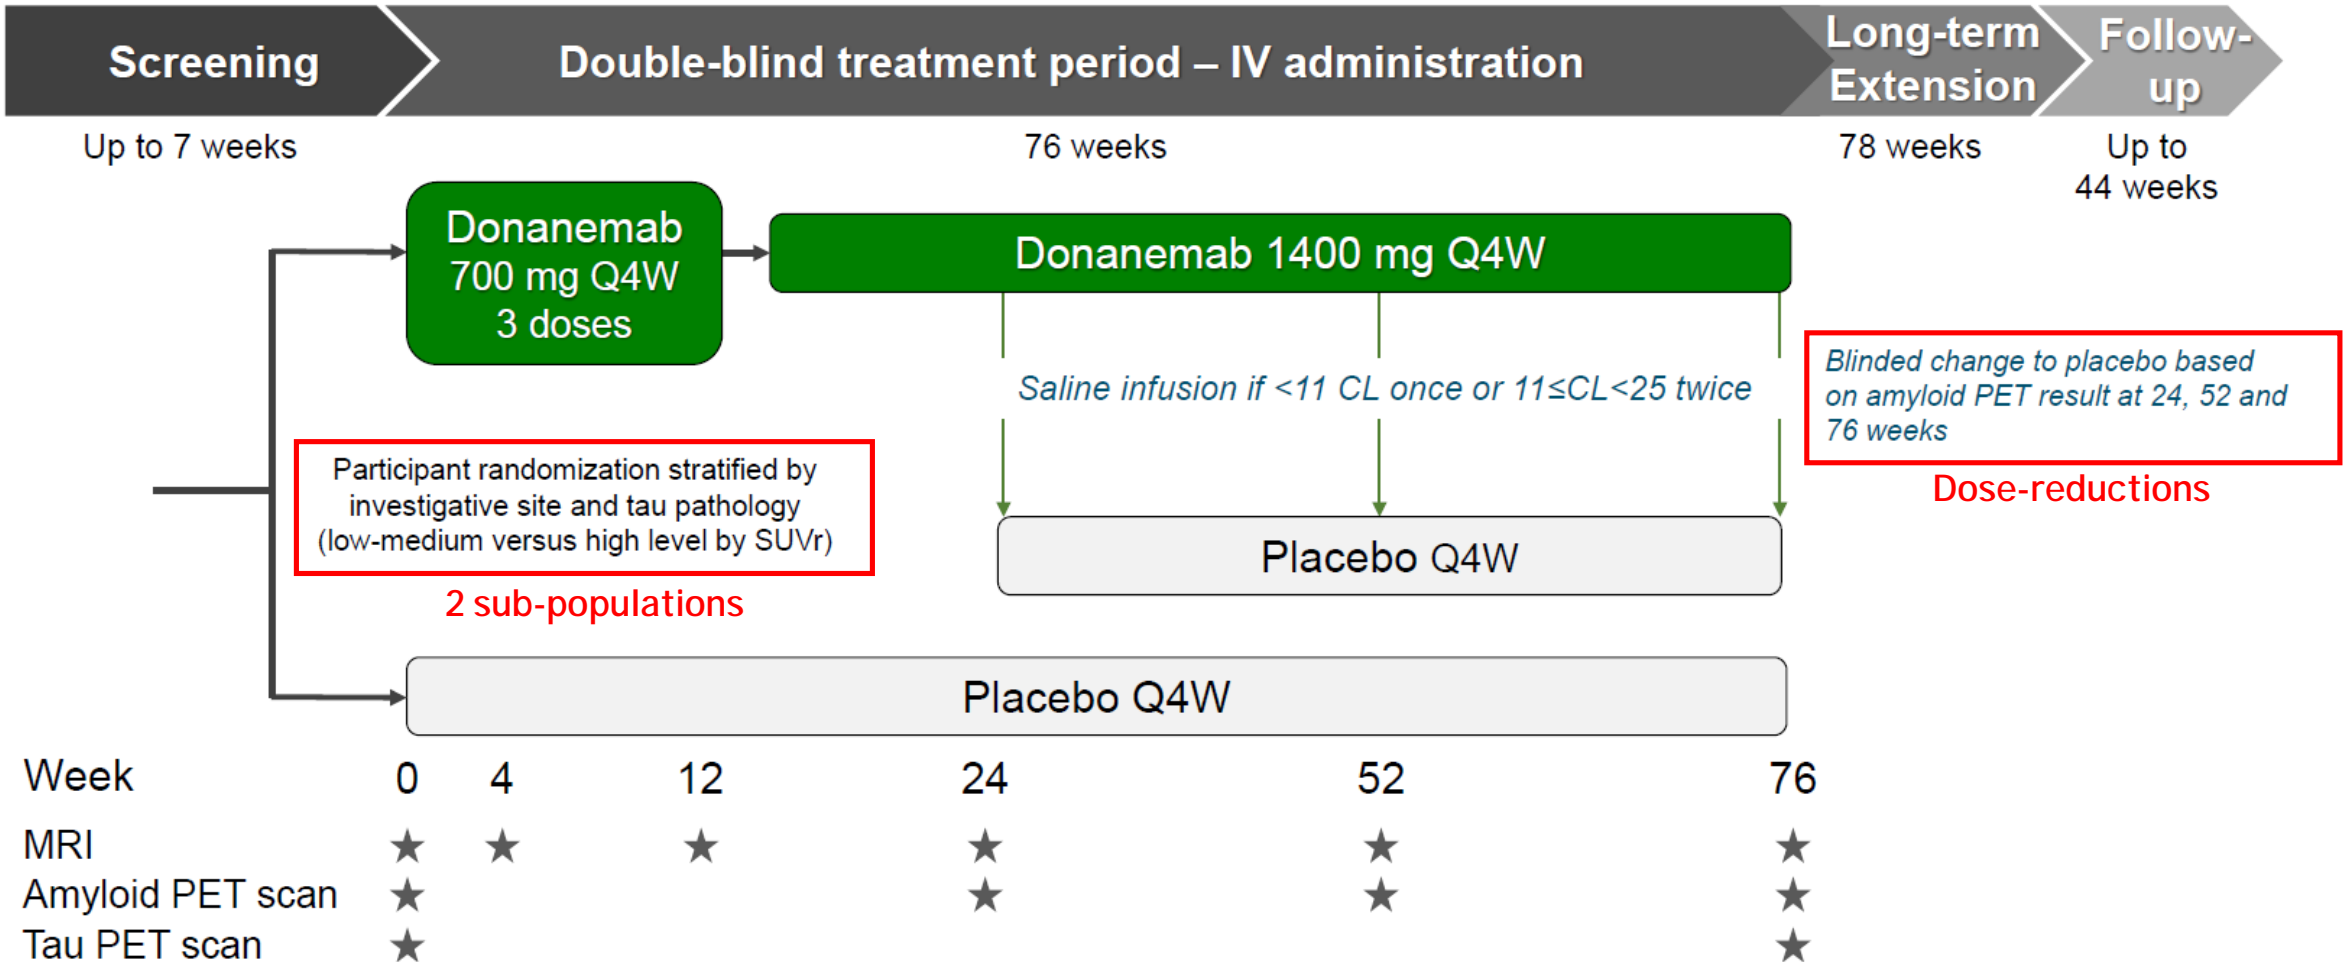 Screening
Double-blind treatment period – IV administration
Long-term
Extension
Follow-
up
Up to 7 weeks
76 weeks
78 weeks
Up to
44 weeks
Donanemab
700 mg Q4W
3 doses
Donanemab 1400 mg Q4W
Saline infusion if <11 CL once or 11≤CL<25 twice
Blinded change to placebo based
on amyloid PET result at 24, 52 and
76 weeks
Dose-reductions
Participant randomization stratified by
investigative site and tau pathology
(low-medium versus high level by SUVr)
2 sub-populations
Placebo Q4W
Placebo Q4W
Week 0 4 12 24 52 76
MRI ★ ★ ★ ★ ★ ★
Amyloid PET scan ★ ★ ★ ★
Tau PET scan ★ ★